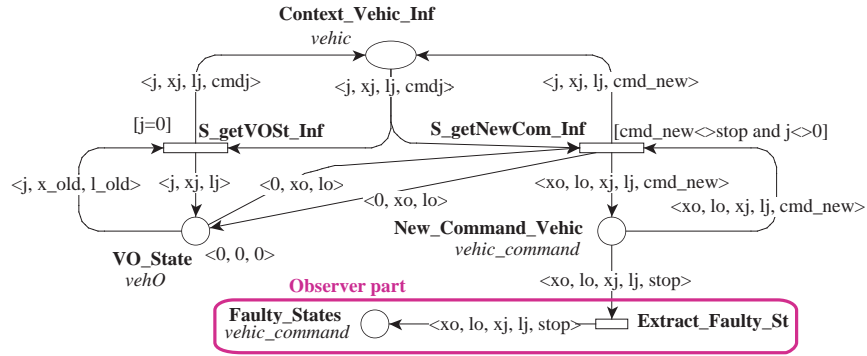 Context_Vehic_Inf
vehic
<j, xj, lj, cmdj>
<j, xj, lj, cmdj>
<j, xj, lj, cmd_new>
[j=0]
S_getVOSt_Inf
S_getNewCom_Inf
[cmd_new<>stop and j<>0]
<j, x_old, l_old>
<j, xj, lj>
<0, xo, lo>
<0, xo, lo>
<xo, lo, xj, lj, cmd_new>
<xo, lo, xj, lj, cmd_new>
VO_State
vehO
<0, 0, 0>
New_Command_Vehic
vehic_command
<xo, lo, xj, lj, stop>
Observer part
Faulty_States
vehic_command
<xo, lo, xj, lj, stop>
Extract_Faulty_St